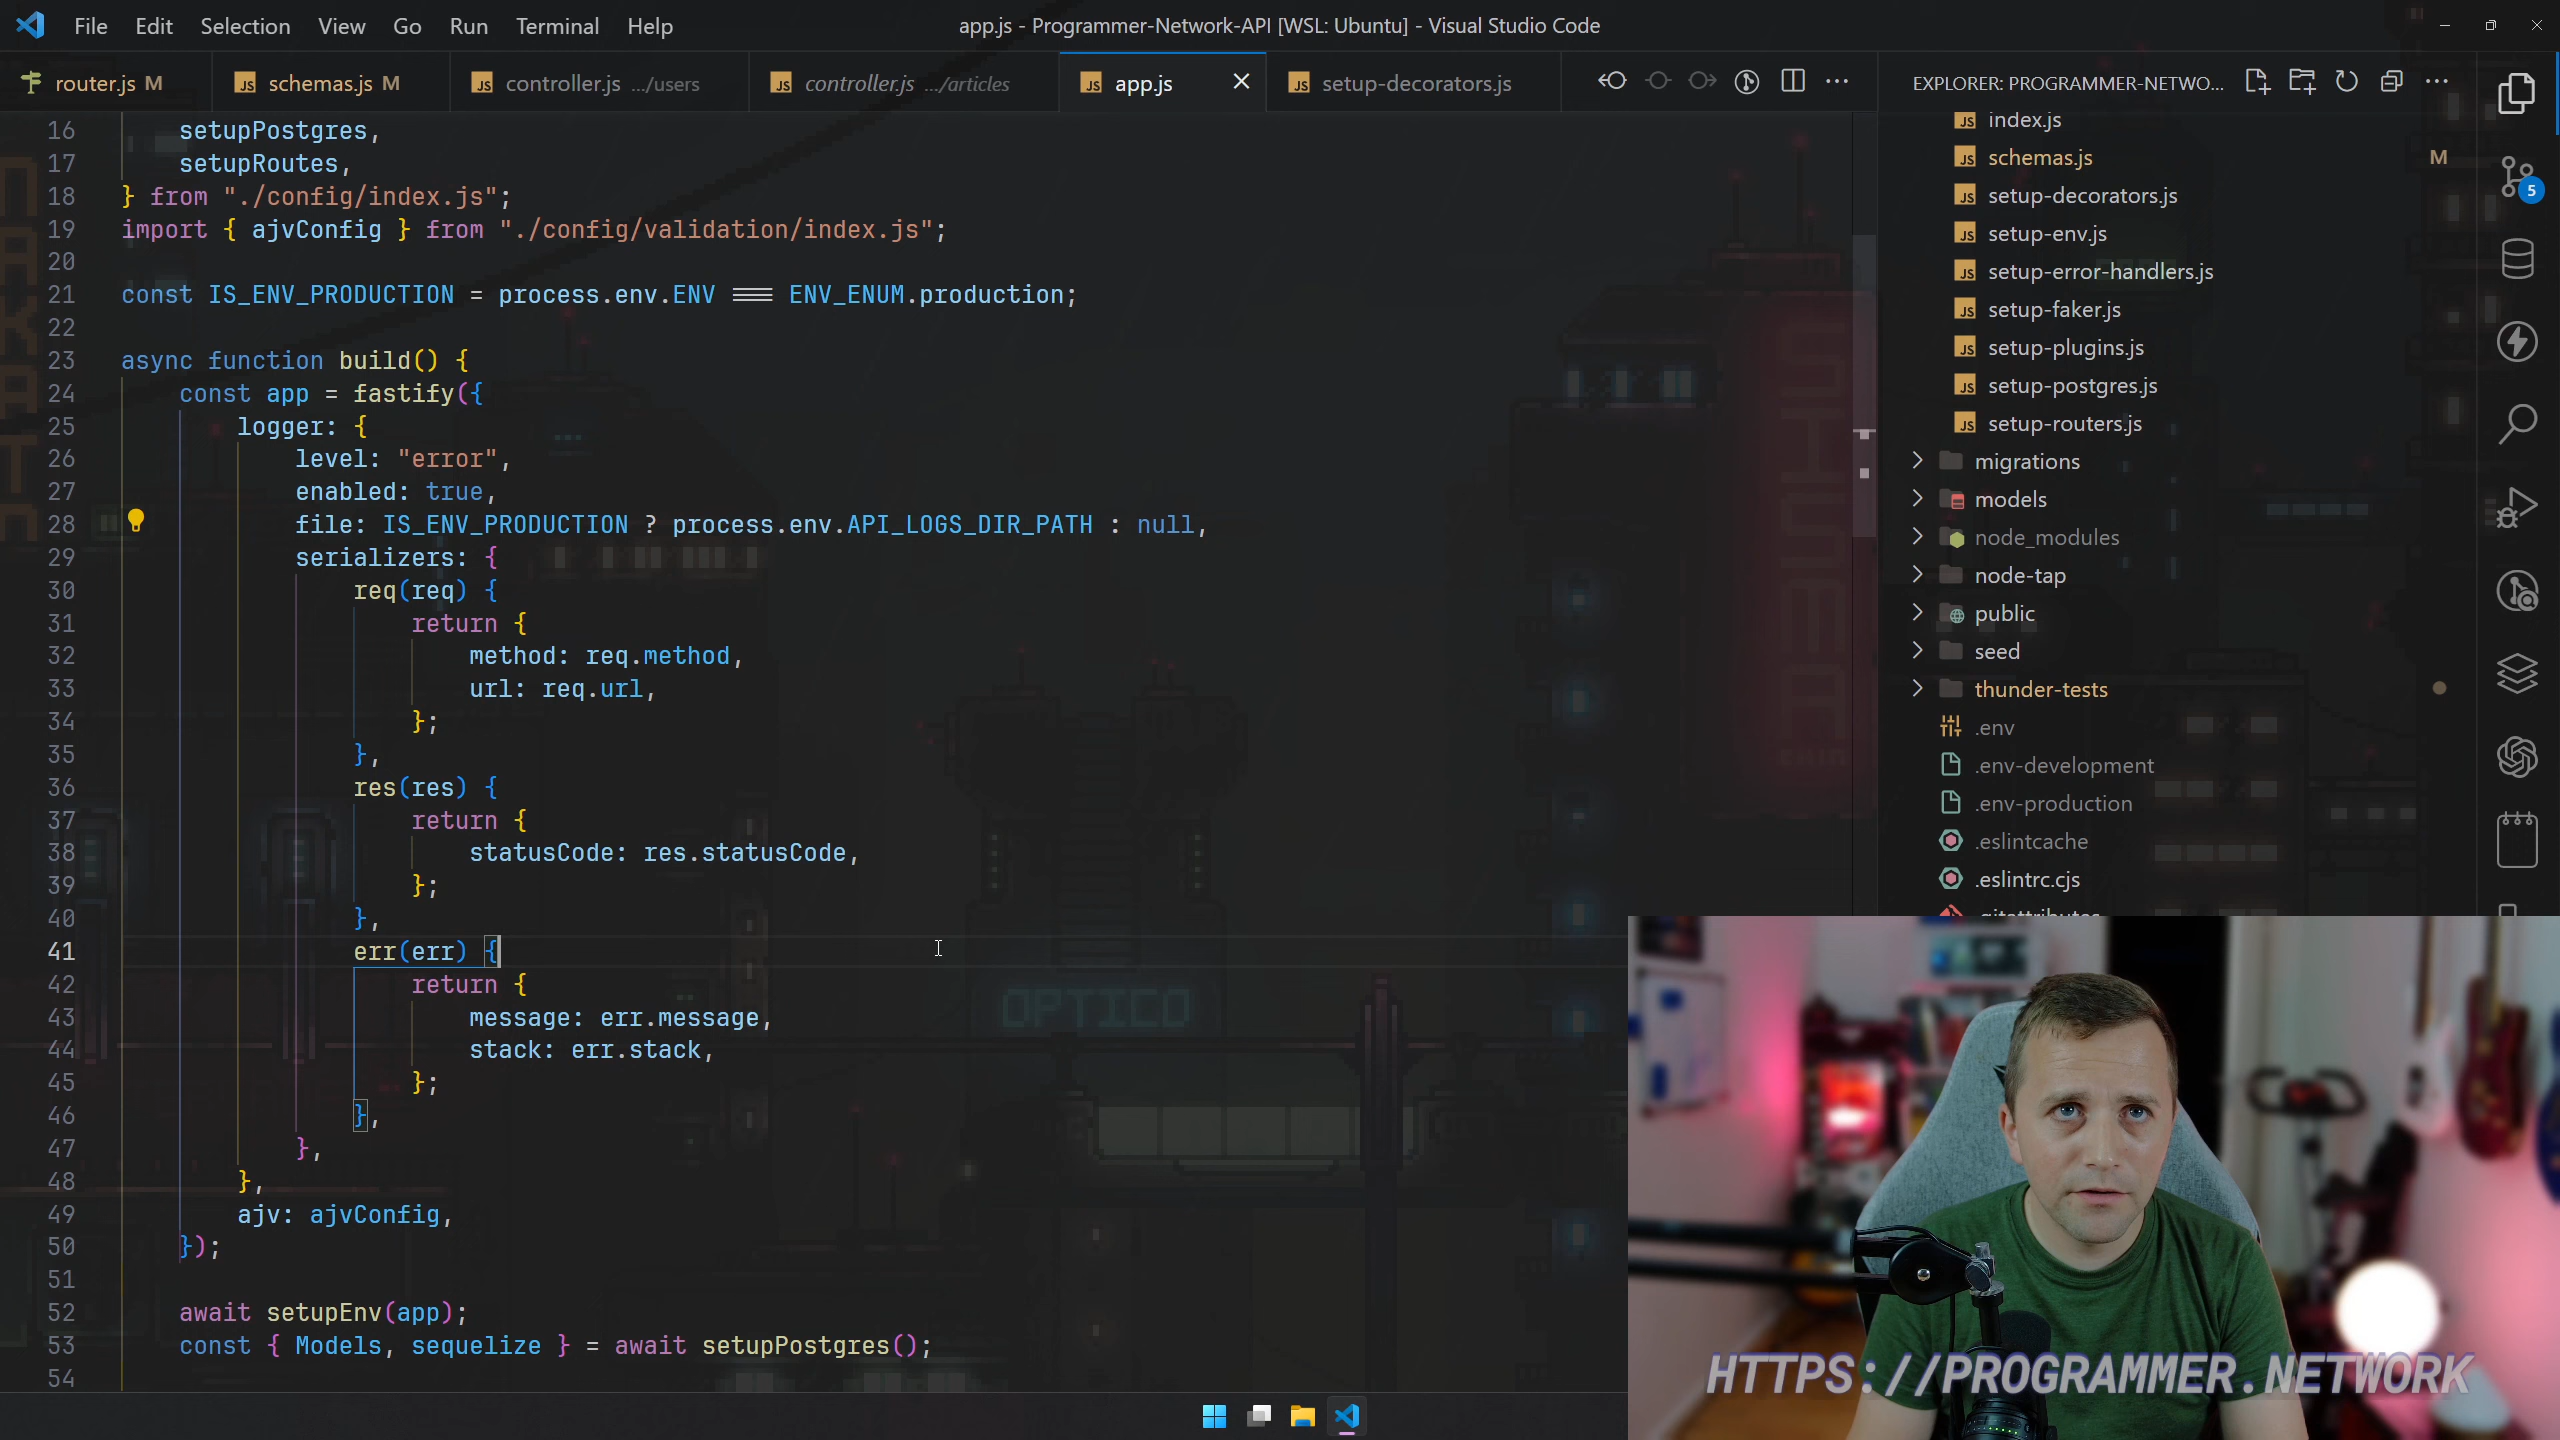 File Edit Selection View Go Run Terminal Help
app.js - Programmer-Network-API [WSL: Ubuntu] - Visual Studio Code
router.js M
schemas.js M
controller.js .../users
controller.js .../articles
app.js
setup-decorators.js
16 setupPostgres,
17 setupRoutes,
18 } from "./config/index.js";
19 import { ajvConfig } from "./config/validation/index.js";
20
21 const IS_ENV_PRODUCTION = process.env.ENV === ENV_ENUM.production;
22
23 async function build() {
24 const app = fastify({
25 logger: {
26 level: "error",
27 enabled: true,
28 file: IS_ENV_PRODUCTION ? process.env.API_LOGS_DIR_PATH : null,
29 serializers: {
30 req(req) {
31 return {
32 method: req.method,
33 url: req.url,
34 };
35 },
36 res(res) {
37 return {
38 statusCode: res.statusCode,
39 };
40 },
41 err(err) {
42 return {
43 message: err.message,
44 stack: err.stack,
45 };
46 },
47 },
48 },
49 ajv: ajvConfig,
50 });
51
52 await setupEnv(app);
53 const { Models, sequelize } = await setupPostgres();
54
EXPLORER: PROGRAMMER-NETWO...
index.js
schemas.js M
setup-decorators.js
setup-env.js
setup-error-handlers.js
setup-faker.js
setup-plugins.js
setup-postgres.js
setup-routers.js
migrations
models
node_modules
node-tap
public
seed
thunder-tests
.env
.env-development
.env-production
.eslintcache
.eslintrc.cjs
.gitattributes
5
OPTICO
HTTPS://PROGRAMMER.NETWORK